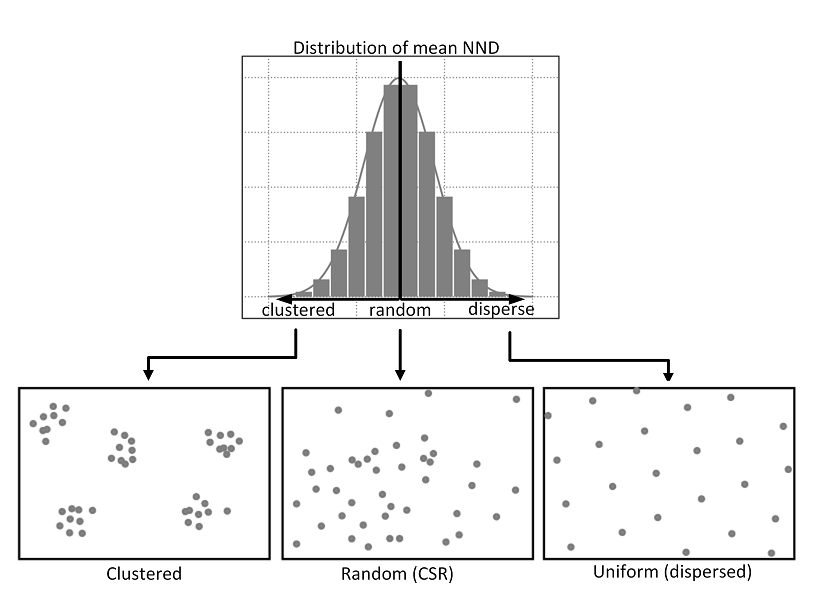 Distribution of mean NND
clustered random disperse
Clustered Random (CSR) Uniform (dispersed)